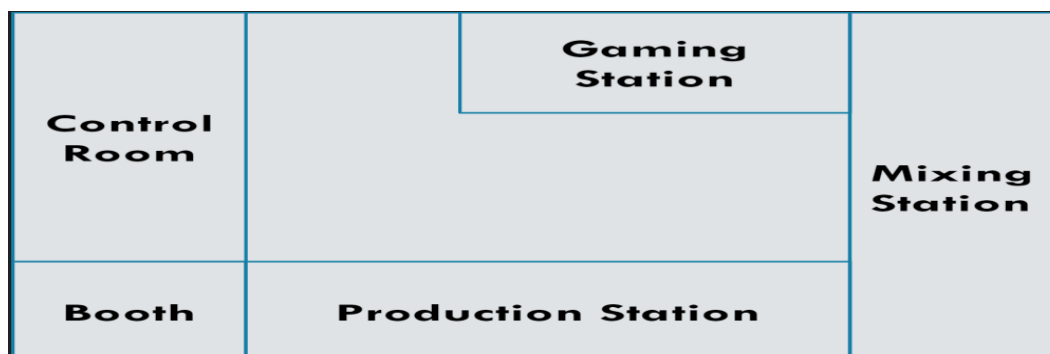 Gaming
Station
Control
Room
Mixing
Station
Booth
Production Station